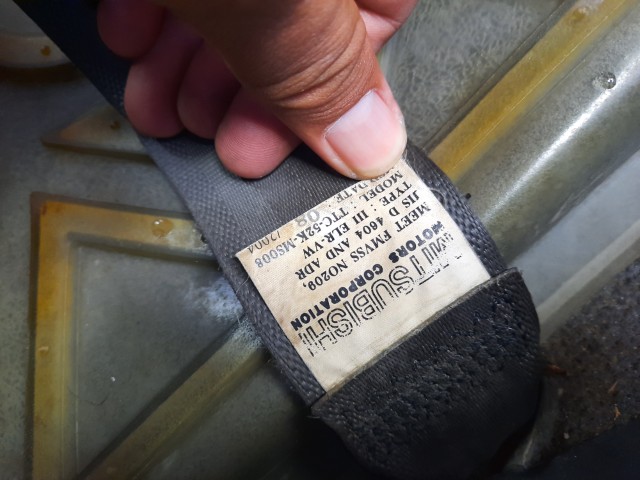 MITSUBISHI
MOTORS CORPORATION
MEET FMVSS NO209,
JIS D 4604 AND ADR
TYPE : III ELR-VW
MODEL : TTC-52K-MS008
DATE 08 /2004